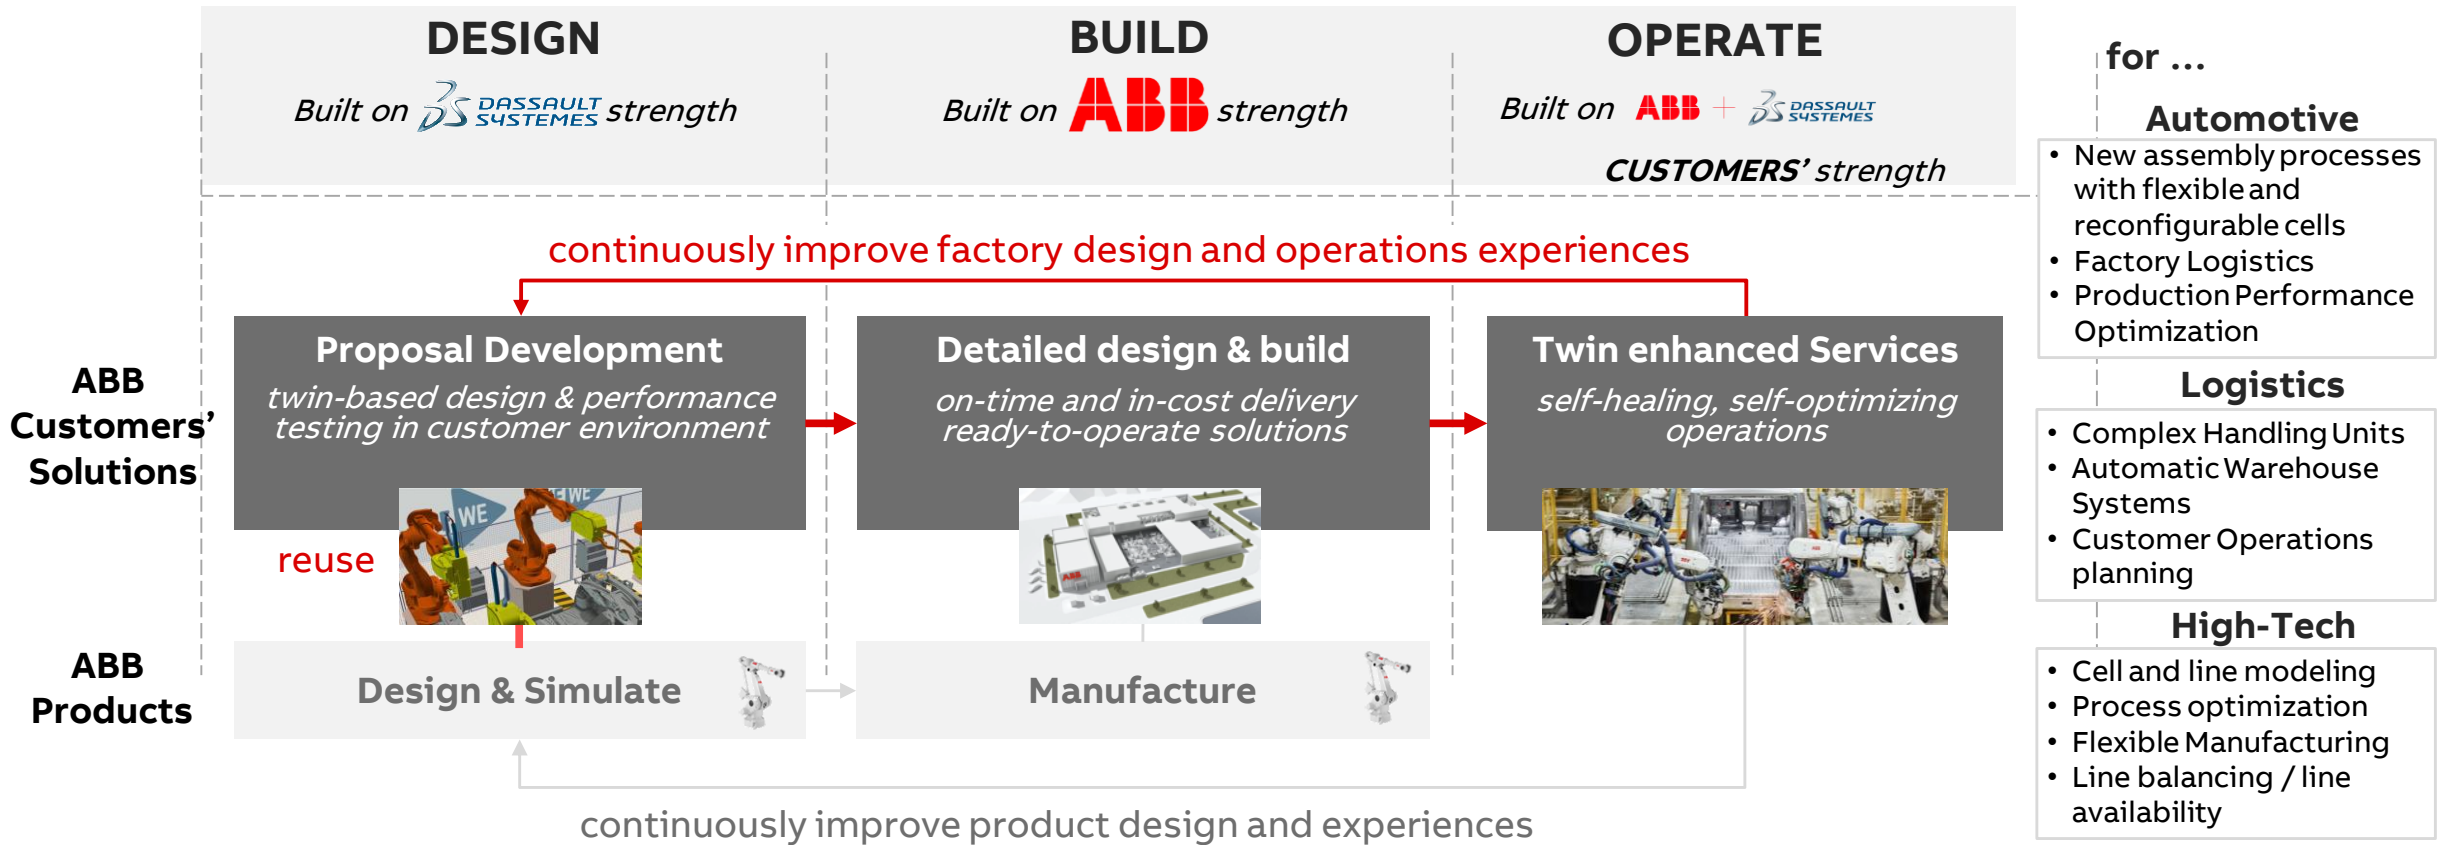 DESIGN
Built on DASSAULT SYSTEMES strength
BUILD
Built on ABB strength
OPERATE
Built on ABB + DASSAULT SYSTEMES
CUSTOMERS’ strength
for ...
continuously improve factory design and operations experiences
ABB
Customers’
Solutions
Proposal Development
twin-based design & performance
testing in customer environment
Detailed design & build
on-time and in-cost delivery
ready-to-operate solutions
Twin enhanced Services
self-healing, self-optimizing
operations
reuse
WE
WE
ABB
ABB
Products
Design & Simulate
Manufacture
continuously improve product design and experiences
Automotive
• New assembly processes
with flexible and
reconfigurable cells
• Factory Logistics
• Production Performance
Optimization
Logistics
• Complex Handling Units
• Automatic Warehouse
Systems
• Customer Operations
planning
High-Tech
• Cell and line modeling
• Process optimization
• Flexible Manufacturing
• Line balancing / line
availability